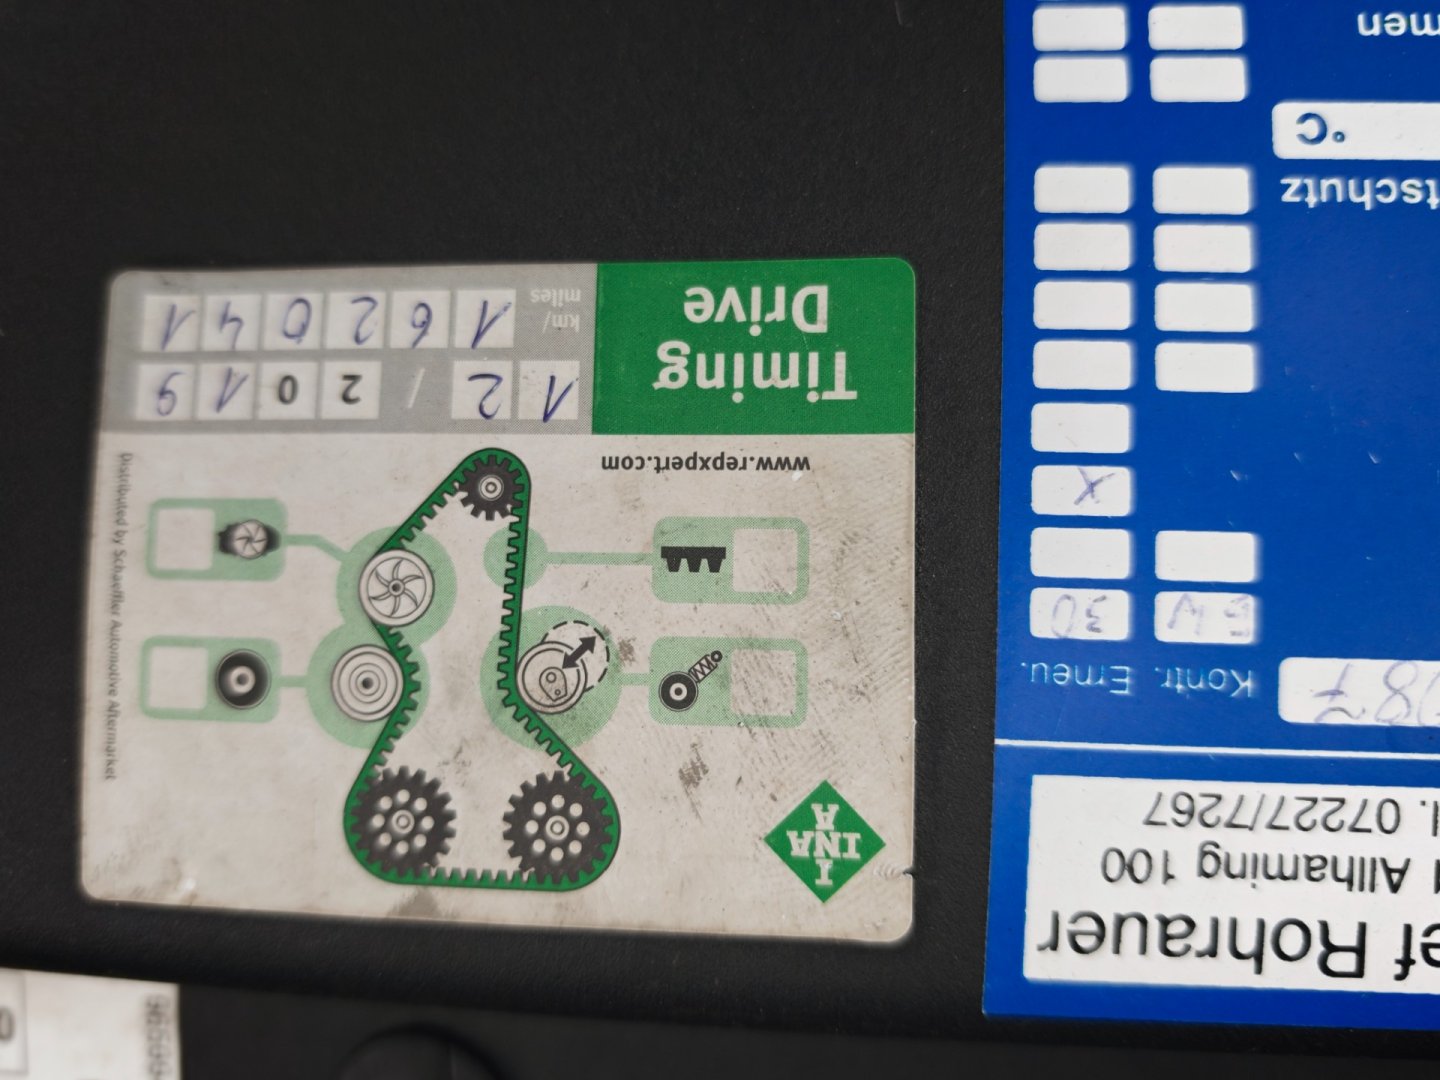 ef Rohrauer
Allhaming 100
l. 07227/7267
87
Kontr. Erneu.
30
X
tschutz
°C
men
INA
Distributed by Schaeffler Automotive Aftermarket
www.repxpert.com
Timing
Drive
12 / 2019
km/
miles
162041